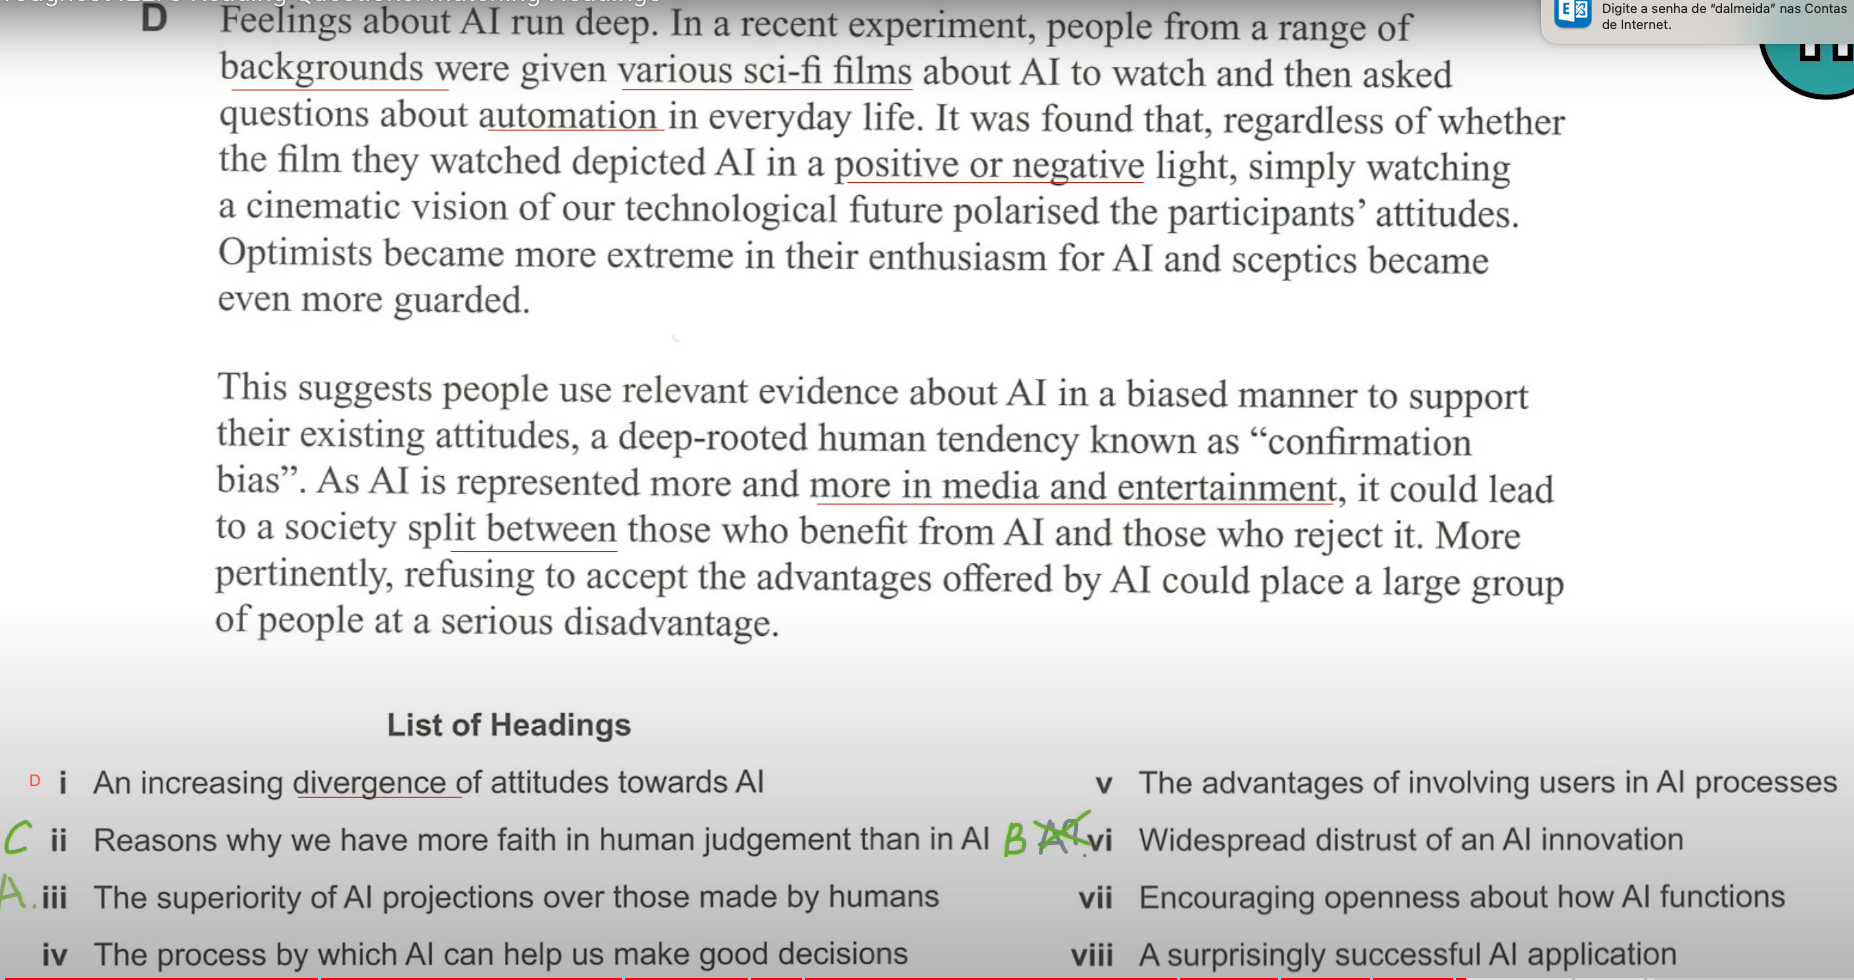 D Feelings about AI run deep. In a recent experiment, people from a range of
backgrounds were given various sci-fi films about AI to watch and then asked
questions about automation in everyday life. It was found that, regardless of whether
the film they watched depicted AI in a positive or negative light, simply watching
a cinematic vision of our technological future polarised the participants’ attitudes.
Optimists became more extreme in their enthusiasm for AI and sceptics became
even more guarded.
This suggests people use relevant evidence about AI in a biased manner to support
their existing attitudes, a deep-rooted human tendency known as “confirmation
bias”. As AI is represented more and more in media and entertainment, it could lead
to a society split between those who benefit from AI and those who reject it. More
pertinently, refusing to accept the advantages offered by AI could place a large group
of people at a serious disadvantage.
List of Headings
D i An increasing divergence of attitudes towards AI
C ii Reasons why we have more faith in human judgement than in AI
A. iii The superiority of AI projections over those made by humans
iv The process by which AI can help us make good decisions
v The advantages of involving users in AI processes
B vi Widespread distrust of an AI innovation
vii Encouraging openness about how AI functions
viii A surprisingly successful AI application
Digite a senha de “dalmeida” nas Contas
de Internet.